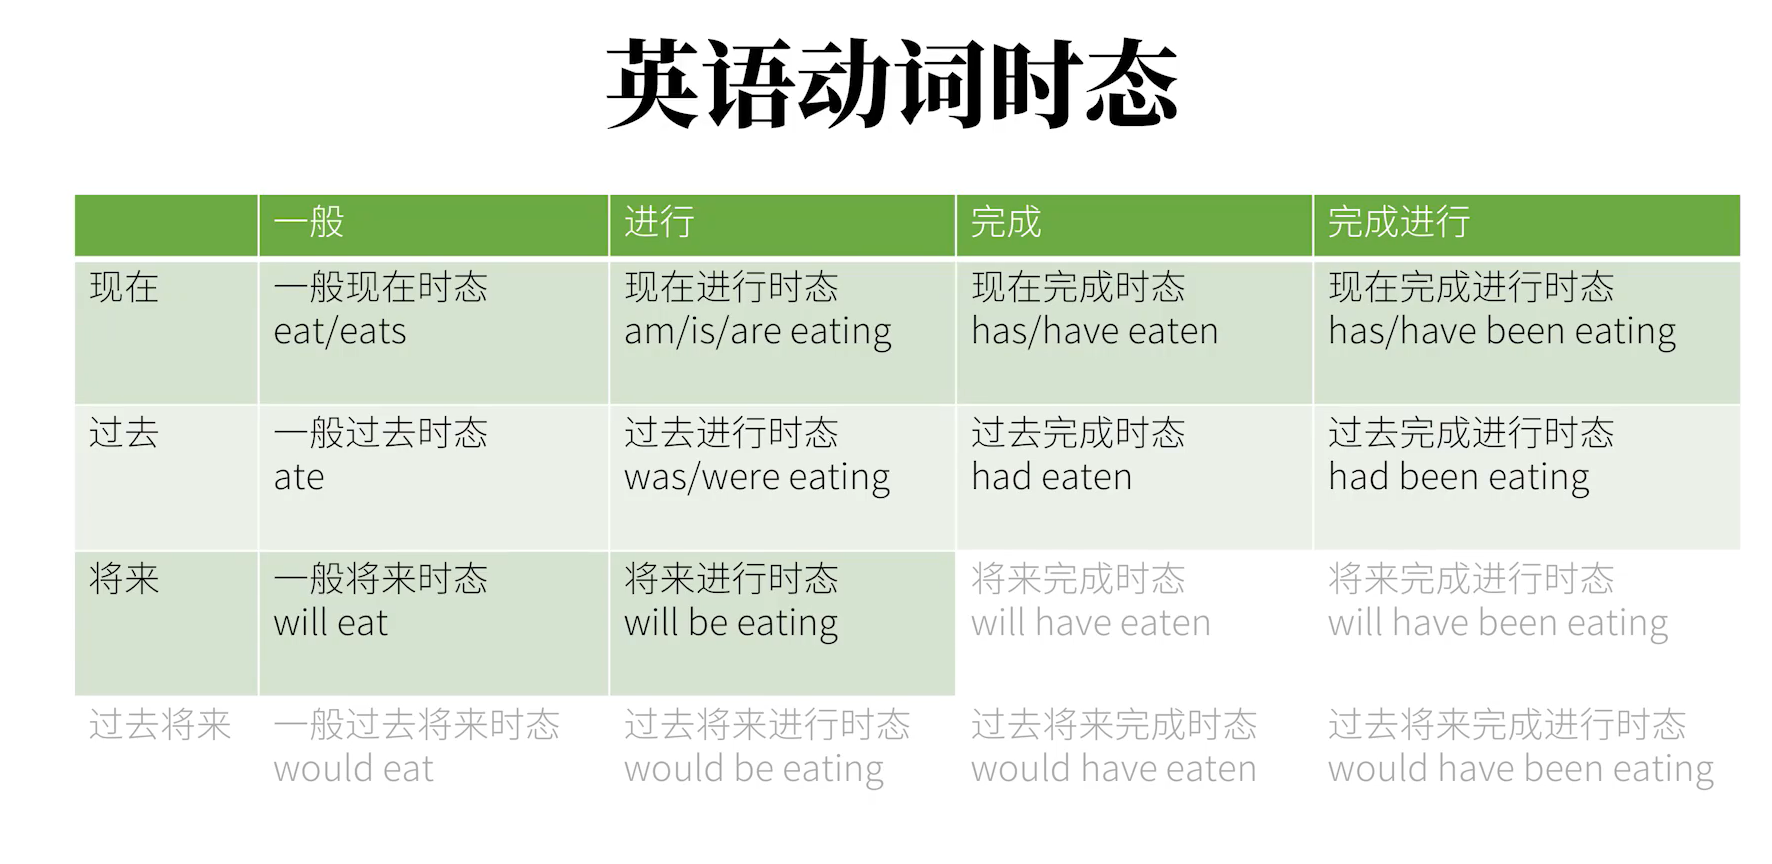 英语动词时态
一般 进行 完成 完成进行
现在 一般现在时态 现在进行时态 现在完成时态 现在完成进行时态
eat/eats am/is/are eating has/have eaten has/have been eating
过去 一般过去时态 过去进行时态 过去完成时态 过去完成进行时态
ate was/were eating had eaten had been eating
将来 一般将来时态 将来进行时态 将来完成时态 将来完成进行时态
will eat will be eating will have eaten will have been eating
过去将来 一般过去将来时态 过去将来进行时态 过去将来完成时态 过去将来完成进行时态
would eat would be eating would have eaten would have been eating